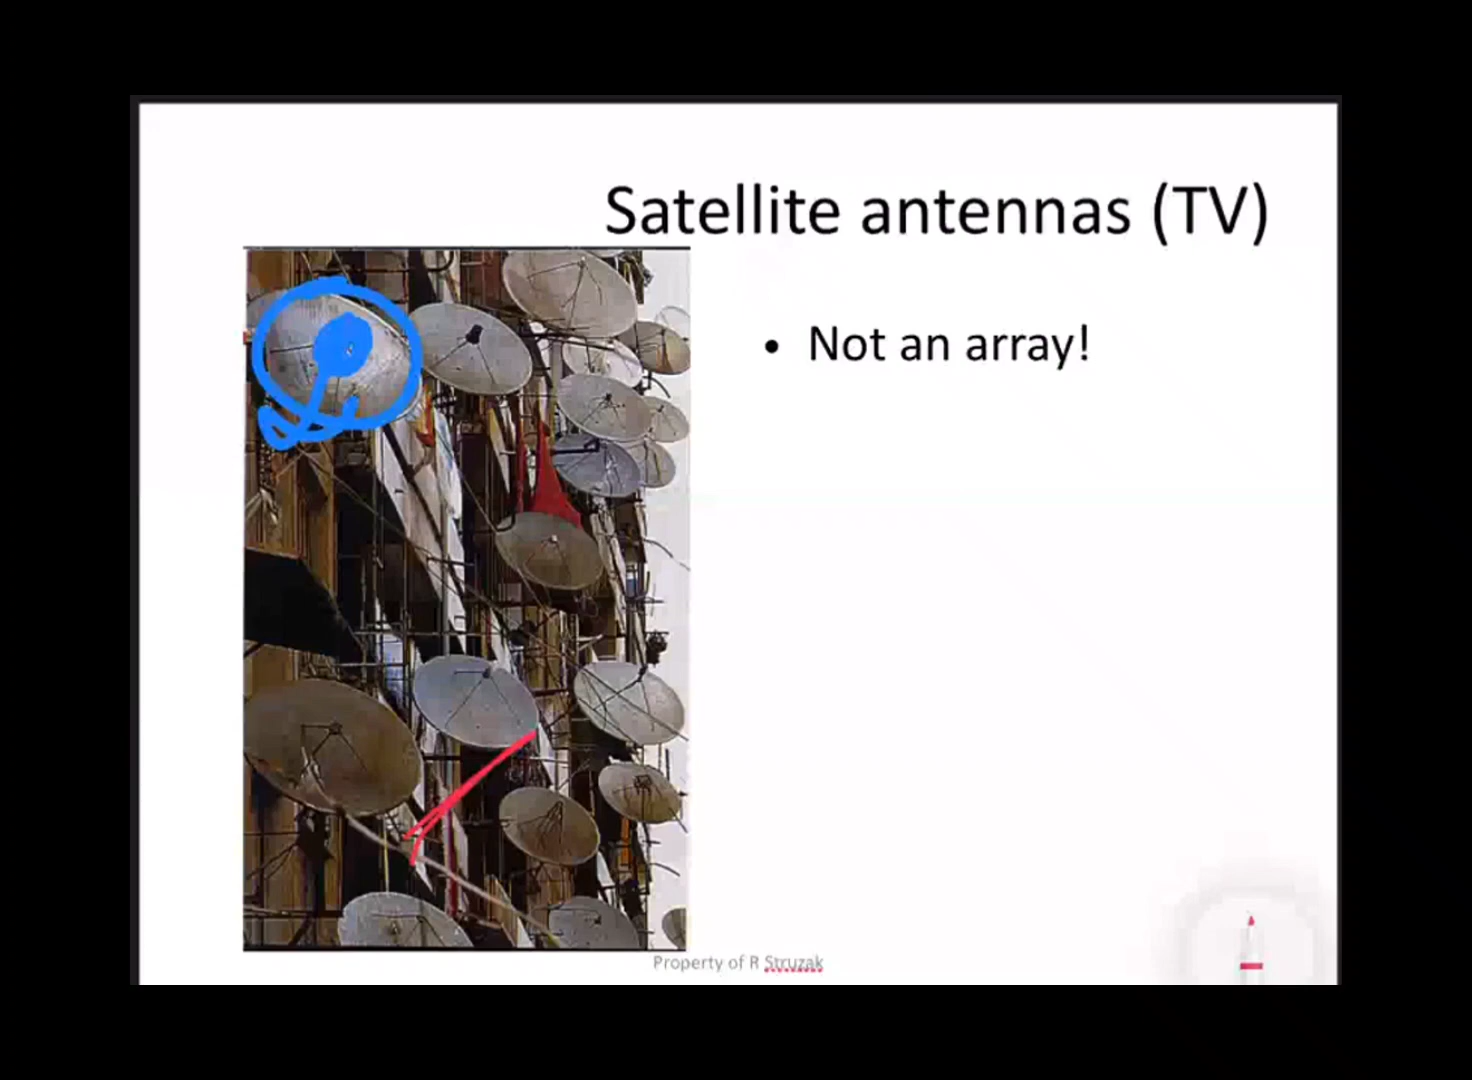 Satellite antennas (TV)
• Not an array!
Property of R Struzak